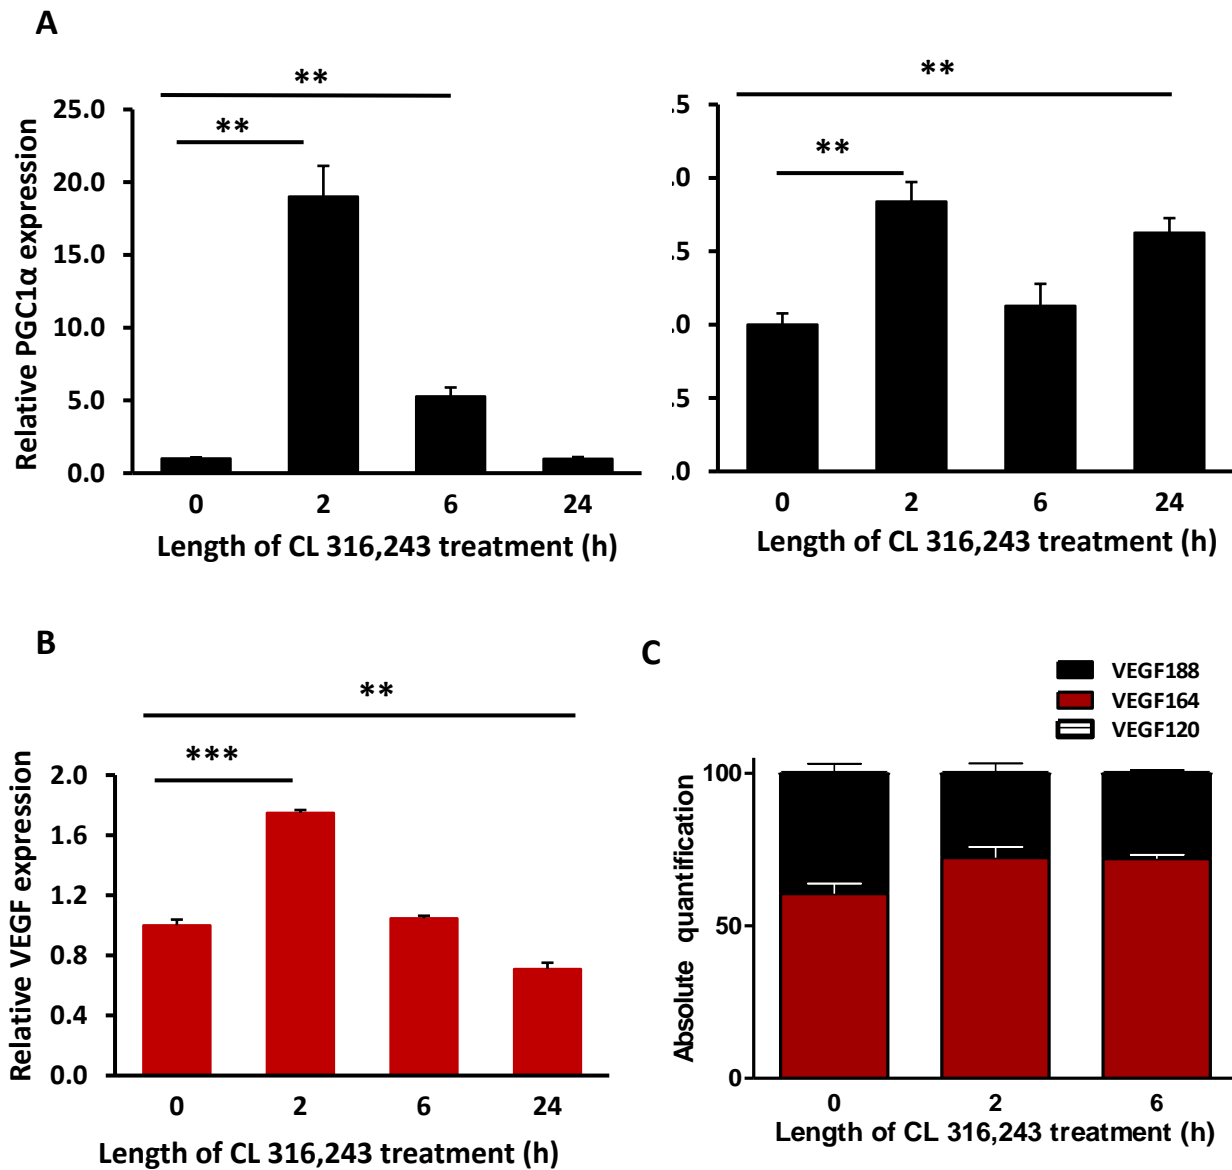 A
**
**
25.0
20.0
15.0
10.0
5.0
0.0
Relative PGC1α expression
0 2 6 24
Length of CL 316,243 treatment (h)
**
**
.5
.0
.5
.0
.5
.0
0 2 6 24
Length of CL 316,243 treatment (h)
B
**
***
2.0
1.6
1.2
0.8
0.4
0.0
Relative VEGF expression
0 2 6 24
Length of CL 316,243 treatment (h)
C
VEGF188
VEGF164
VEGF120
100
50
0
Absolute quantification
0 2 6
Length of CL 316,243 treatment (h)